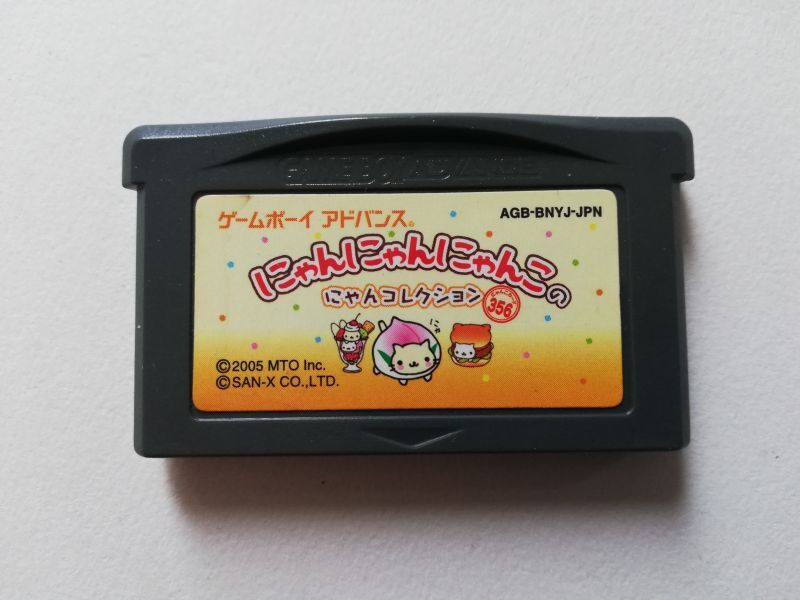 GAME BOY ADVANCE
ゲームボーイ アドバンス®
AGB-BNYJ-JPN
にゃんにゃんにゃんこの
にゃんコレクション
356
にゃ
©2005 MTO Inc.
©SAN-X CO.,LTD.